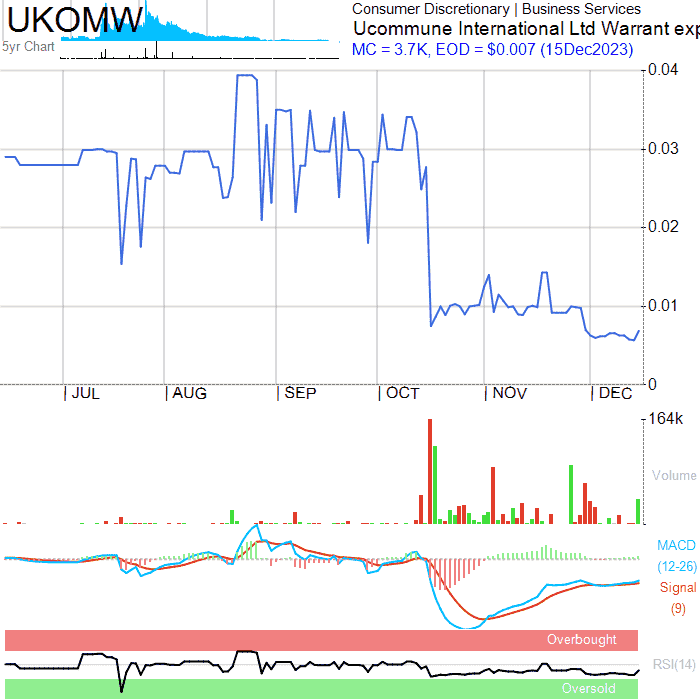 UKOMW
5yr Chart
Consumer Discretionary | Business Services
Ucommune International Ltd Warrant exp
MC = 3.7K, EOD = $0.007 (15Dec2023)
0.04
0.03
0.02
0.01
0
JUL AUG SEP OCT NOV DEC
164k
Volume
MACD
(12-26)
Signal
(9)
Overbought
RSI(14)
Oversold